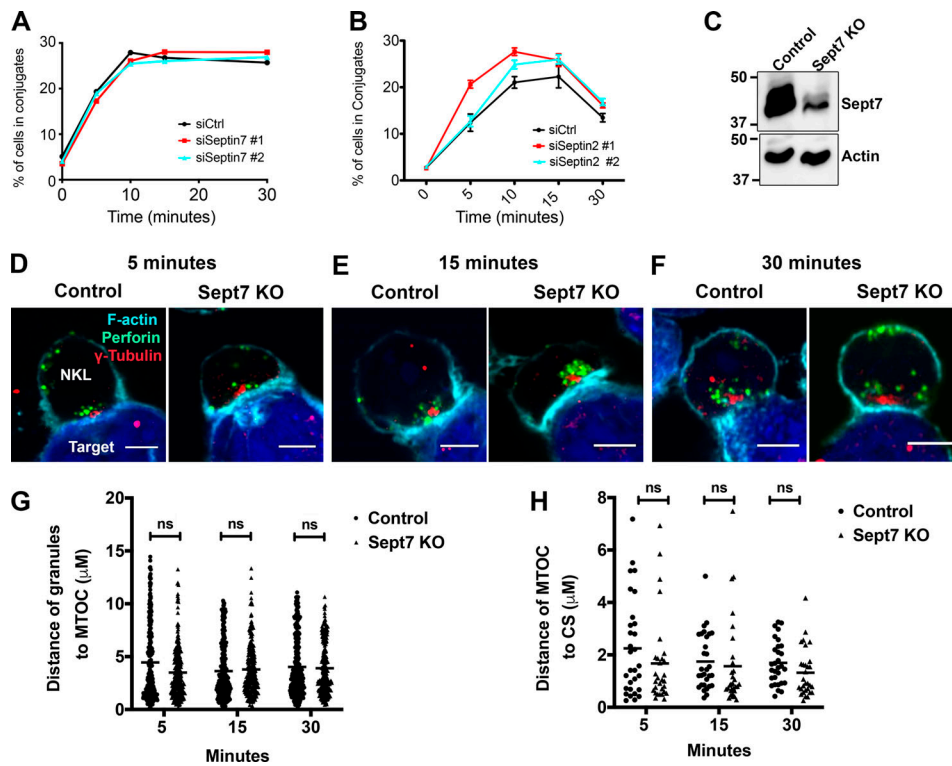 A
% of cells in Conjugates
30
20
10
0
0
10
20
30
Time (minutes)
siCtrl
siSeptin7 #1
siSeptin7 #2
B
% of cells in Conjugates
30
20
10
0
0
5
10
15
30
Time (minutes)
siCtrl
siSeptin2 #1
siSeptin2 #2
C
Control
Sept7 KO
50
37
Sept7
37
Actin
D
5 minutes
Control
Sept7 KO
F-actin
Perforin
γ-Tubulin
NKL
Target
E
15 minutes
Control
Sept7 KO
F
30 minutes
Control
Sept7 KO
G
Distance of granules
to MTOC (μM)
20
15
10
5
0
ns
ns
ns
5
15
30
Minutes
Control
Sept7 KO
H
Distance of MTOC
to CS (μM)
8
6
4
2
0
ns
ns
ns
5
15
30
Minutes
Control
Sept7 KO